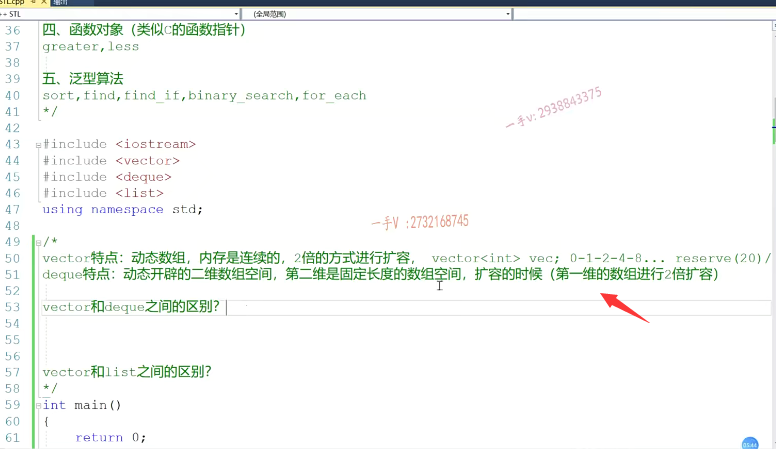 STL.cpp
STL
(全局范围)
36 四、函数对象（类似C的函数指针）
37 greater,less
38
39 五、泛型算法
40 sort,find,find_if,binary_search,for_each
41 */
42
43 #include <iostream>
44 #include <vector>
45 #include <deque>
46 #include <list>
47 using namespace std;
48
49 /*
50 vector特点：动态数组，内存是连续的，2倍的方式进行扩容， vector<int> vec; 0-1-2-4-8... reserve(20)/
51 deque特点：动态开辟的二维数组空间，第二维是固定长度的数组空间，扩容的时候（第一维的数组进行2倍扩容）
52
53 vector和deque之间的区别？
54
55
56
57 vector和list之间的区别？
58 */
59 int main()
60 {
61 return 0;
一手v:2938843375
一手V :2732168745
05:44